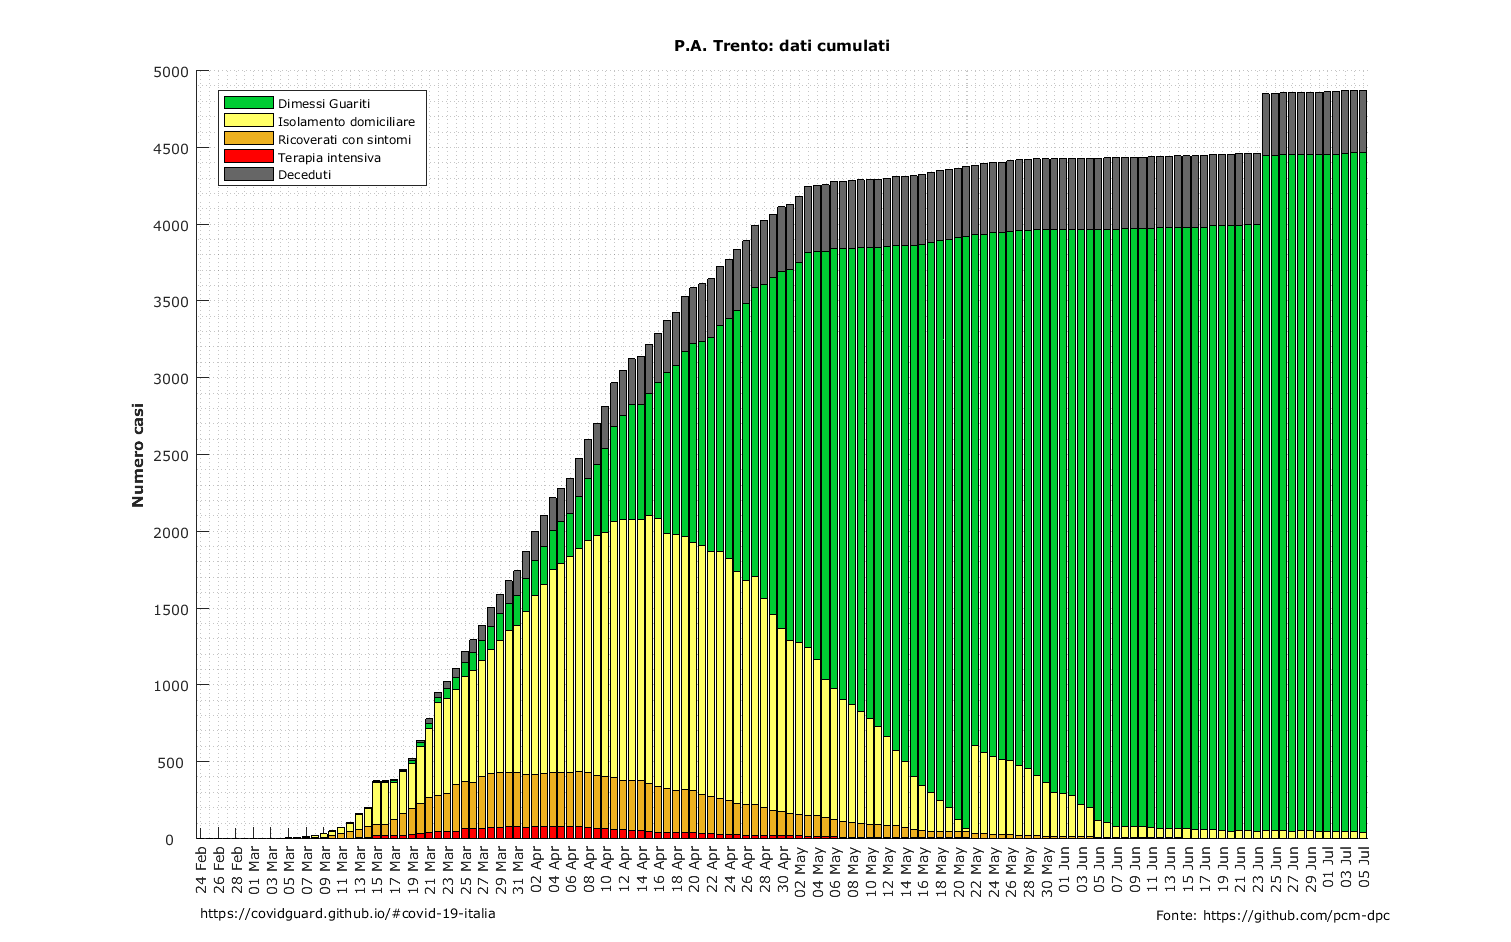 P.A. Trento: dati cumulati
5000
4500
4000
3500
3000
2500
2000
1500
1000
500
0
Numero casi
Dimessi Guariti
Isolamento domiciliare
Ricoverati con sintomi
Terapia intensiva
Deceduti
24 Feb
26 Feb
28 Feb
01 Mar
03 Mar
05 Mar
07 Mar
09 Mar
11 Mar
13 Mar
15 Mar
17 Mar
19 Mar
21 Mar
23 Mar
25 Mar
27 Mar
29 Mar
31 Mar
02 Apr
04 Apr
06 Apr
08 Apr
10 Apr
12 Apr
14 Apr
16 Apr
18 Apr
20 Apr
22 Apr
24 Apr
26 Apr
28 Apr
30 Apr
02 May
04 May
06 May
08 May
10 May
12 May
14 May
16 May
18 May
20 May
22 May
24 May
26 May
28 May
30 May
01 Jun
03 Jun
05 Jun
07 Jun
09 Jun
11 Jun
13 Jun
15 Jun
17 Jun
19 Jun
21 Jun
23 Jun
25 Jun
27 Jun
29 Jun
01 Jul
03 Jul
05 Jul
https://covidguard.github.io/#covid-19-italia
Fonte: https://github.com/pcm-dpc